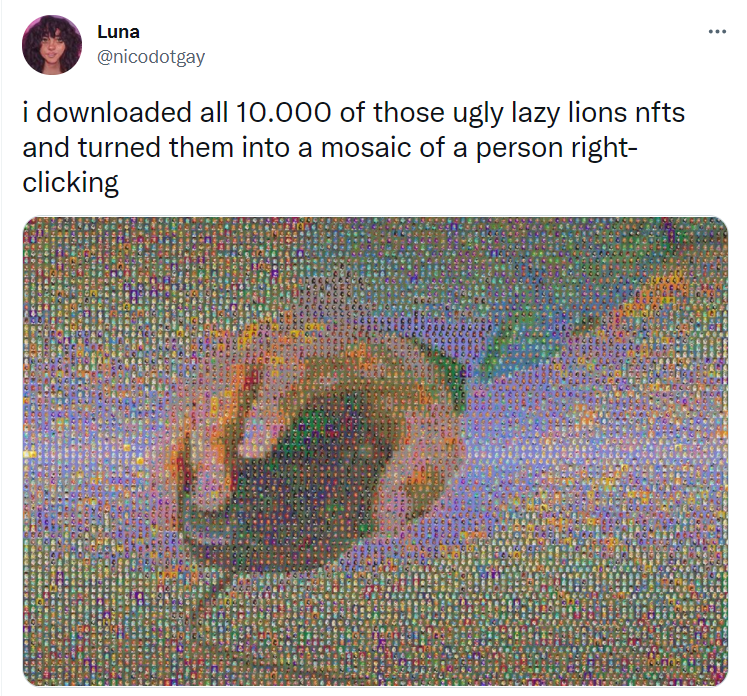 Luna
@nicodotgay
i downloaded all 10.000 of those ugly lazy lions nfts
and turned them into a mosaic of a person right-
clicking